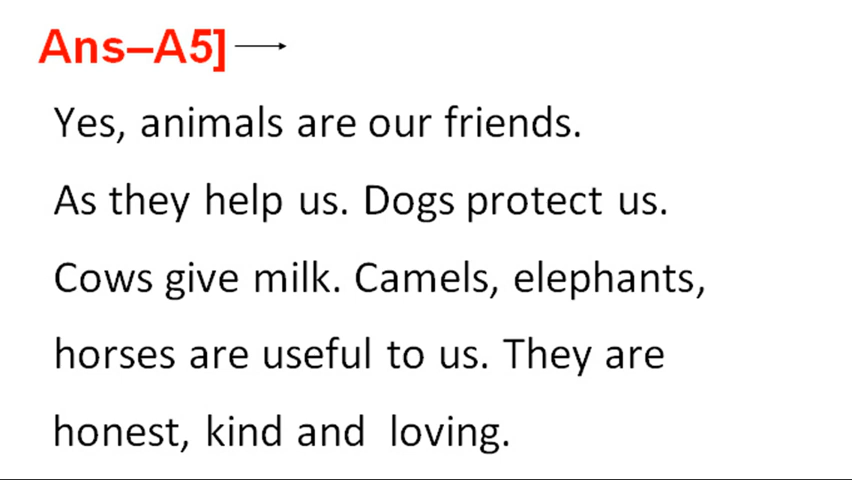 Ans–A5]
Yes, animals are our friends.
As they help us. Dogs protect us.
Cows give milk. Camels, elephants,
horses are useful to us. They are
honest, kind and  loving.